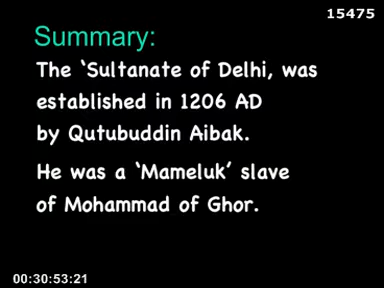 15475
Summary:
The ‘Sultanate of Delhi, was
established in 1206 AD
by Qutubuddin Aibak.
He was a ‘Mameluk’ slave
of Mohammad of Ghor.
00:30:53:21